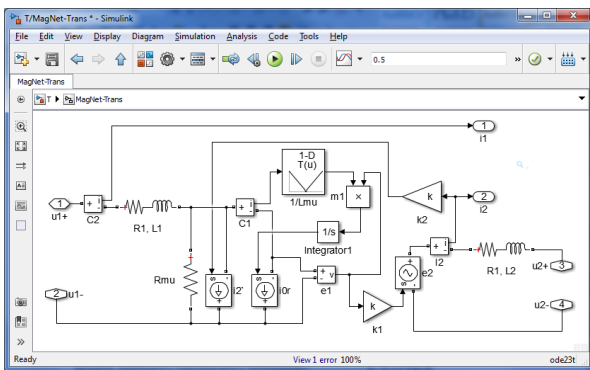 T/MagNet-Trans * - Simulink
File Edit View Display Diagram Simulation Analysis Code Tools Help
0.5
»
MagNet-Trans
T MagNet-Trans
1
i1
1-D
T(u)
1/Lmu
m1
×
k
k2
2
i2
1
u1+
C2
R1, L1
C1
1/s
Integrator1
Rmu
i2'
i0r
e1
v
k
k1
e2
I2
R1, L2
u2+
3
2
u1-
u2-
4
»
Ready
View 1 error 100%
ode23t